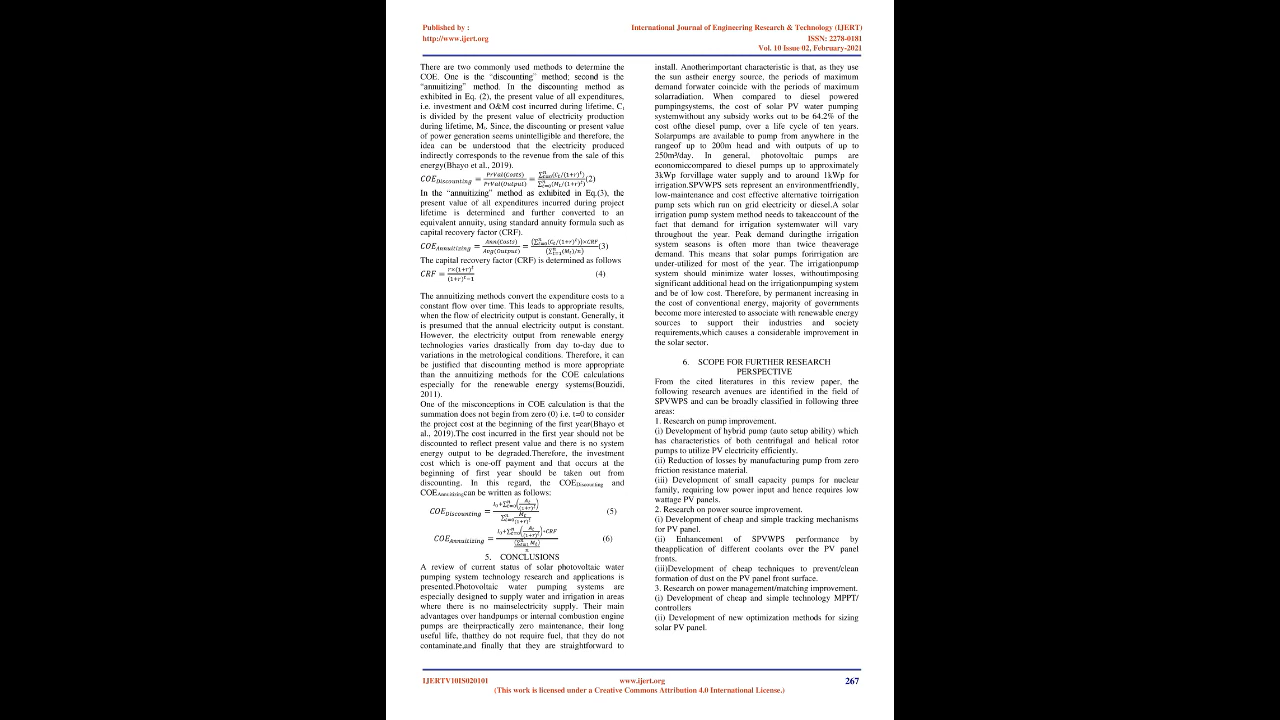 Published by :
International Journal of Engineering Research & Technology (IJERT)
http://www.ijert.org
ISSN: 2278-0181
Vol. 10 Issue 02, February-2021
There are two commonly used methods to determine the
COE. One is the "discounting" method; second is the
"annuitizing" method. In the discounting method as
exhibited in Eq. (2), the present value of all expenditures,
i.e. investment and O&M cost incurred during lifetime, Cₜ
is divided by the present value of electricity production
during lifetime, Mₜ. Since, the discounting or present value
of power generation seems unintelligible and therefore, the
idea can be understood that the electricity produced
indirectly corresponds to the revenue from the sale of this
energy(Bhayo et al., 2019).
COE_Discounting = PrVal(Costs)/PrVal(Output) = ∑ⁿₜ₌₀(Cₜ/(1+r)ᵗ)/∑ⁿₜ₌₀(Mₜ/(1+r)ᵗ) (2)
In the "annuitizing" method as exhibited in Eq.(3), the
present value of all expenditures incurred during project
lifetime is determined and further converted to an
equivalent annuity, using standard annuity formula such as
capital recovery factor (CRF).
COE_Annuitizing = Ann(Costs)/Avg(Output) = (∑ⁿₜ₌₀(Cₜ/(1+r)ᵗ))×CRF/(∑ⁿₜ₌₁(Mₜ)/n) (3)
The capital recovery factor (CRF) is determined as follows
CRF = r×(1+r)ᵗ/(1+r)ᵗ−1 (4)
The annuitizing methods convert the expenditure costs to a
constant flow over time. This leads to appropriate results,
when the flow of electricity output is constant. Generally, it
is presumed that the annual electricity output is constant.
However, the electricity output from renewable energy
technologies varies drastically from day to-day due to
variations in the metrological conditions. Therefore, it can
be justified that discounting method is more appropriate
than the annuitizing methods for the COE calculations
especially for the renewable energy systems(Bouzidi,
2011).
One of the misconceptions in COE calculation is that the
summation does not begin from zero (0) i.e. t=0 to consider
the project cost at the beginning of the first year(Bhayo et
al., 2019).The cost incurred in the first year should not be
discounted to reflect present value and there is no system
energy output to be degraded.Therefore, the investment
cost which is one-off payment and that occurs at the
beginning of first year should be taken out from
discounting. In this regard, the COE_Discounting and
COE_Annuitizing can be written as follows:
COE_Discounting = (5)
COE_Annuitizing = (6)
5. CONCLUSIONS
A review of current status of solar photovoltaic water
pumping system technology research and applications is
presented.Photovoltaic water pumping systems are
especially designed to supply water and irrigation in areas
where there is no mainselectricity supply. Their main
advantages over handpumps or internal combustion engine
pumps are theirpractically zero maintenance, their long
useful life, thatthey do not require fuel, that they do not
contaminate,and finally that they are straightforward to
install. Anotherimportant characteristic is that, as they use
the sun astheir energy source, the periods of maximum
demand forwater coincide with the periods of maximum
solarradiation. When compared to diesel powered
pumpingsystems, the cost of solar PV water pumping
systemwithout any subsidy works out to be 64.2% of the
cost ofthe diesel pump, over a life cycle of ten years.
Solarpumps are available to pump from anywhere in the
rangeof up to 200m head and with outputs of up to
250m³/day. In general, photovoltaic pumps are
economiccompared to diesel pumps up to approximately
3kWp forvillage water supply and to around 1kWp for
irrigation.SPVWPS sets represent an environmentfriendly,
low-maintenance and cost effective alternative toirrigation
pump sets which run on grid electricity or diesel.A solar
irrigation pump system method needs to takeaccount of the
fact that demand for irrigation systemwater will vary
throughout the year. Peak demand duringthe irrigation
system seasons is often more than twice theaverage
demand. This means that solar pumps forirrigation are
under-utilized for most of the year. The irrigationpump
system should minimize water losses, withoutimposing
significant additional head on the irrigationpumping system
and be of low cost. Therefore, by permanent increasing in
the cost of conventional energy, majority of governments
become more interested to associate with renewable energy
sources to support their industries and society
requirements,which causes a considerable improvement in
the solar sector.
6. SCOPE FOR FURTHER RESEARCH
PERSPECTIVE
From the cited literatures in this review paper, the
following research avenues are identified in the field of
SPVWPS and can be broadly classified in following three
areas:
1. Research on pump improvement.
(i) Development of hybrid pump (auto setup ability) which
has characteristics of both centrifugal and helical rotor
pumps to utilize PV electricity efficiently.
(ii) Reduction of losses by manufacturing pump from zero
friction resistance material.
(iii) Development of small capacity pumps for nuclear
family, requiring low power input and hence requires low
wattage PV panels.
2. Research on power source improvement.
(i) Development of cheap and simple tracking mechanisms
for PV panel.
(ii) Enhancement of SPVWPS performance by
theapplication of different coolants over the PV panel
fronts.
(iii)Development of cheap techniques to prevent/clean
formation of dust on the PV panel front surface.
3. Research on power management/matching improvement.
(i) Development of cheap and simple technology MPPT/
controllers
(ii) Development of new optimization methods for sizing
solar PV panel.
IJERTV10IS020101
www.ijert.org
267
(This work is licensed under a Creative Commons Attribution 4.0 International License.)